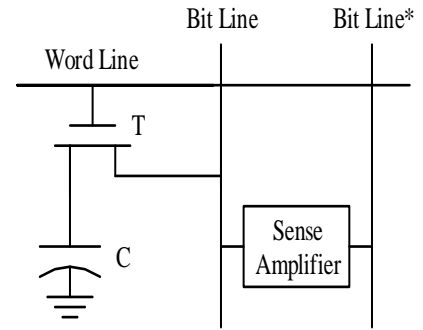 Bit Line
Bit Line*
Word Line
T
C
Sense
Amplifier